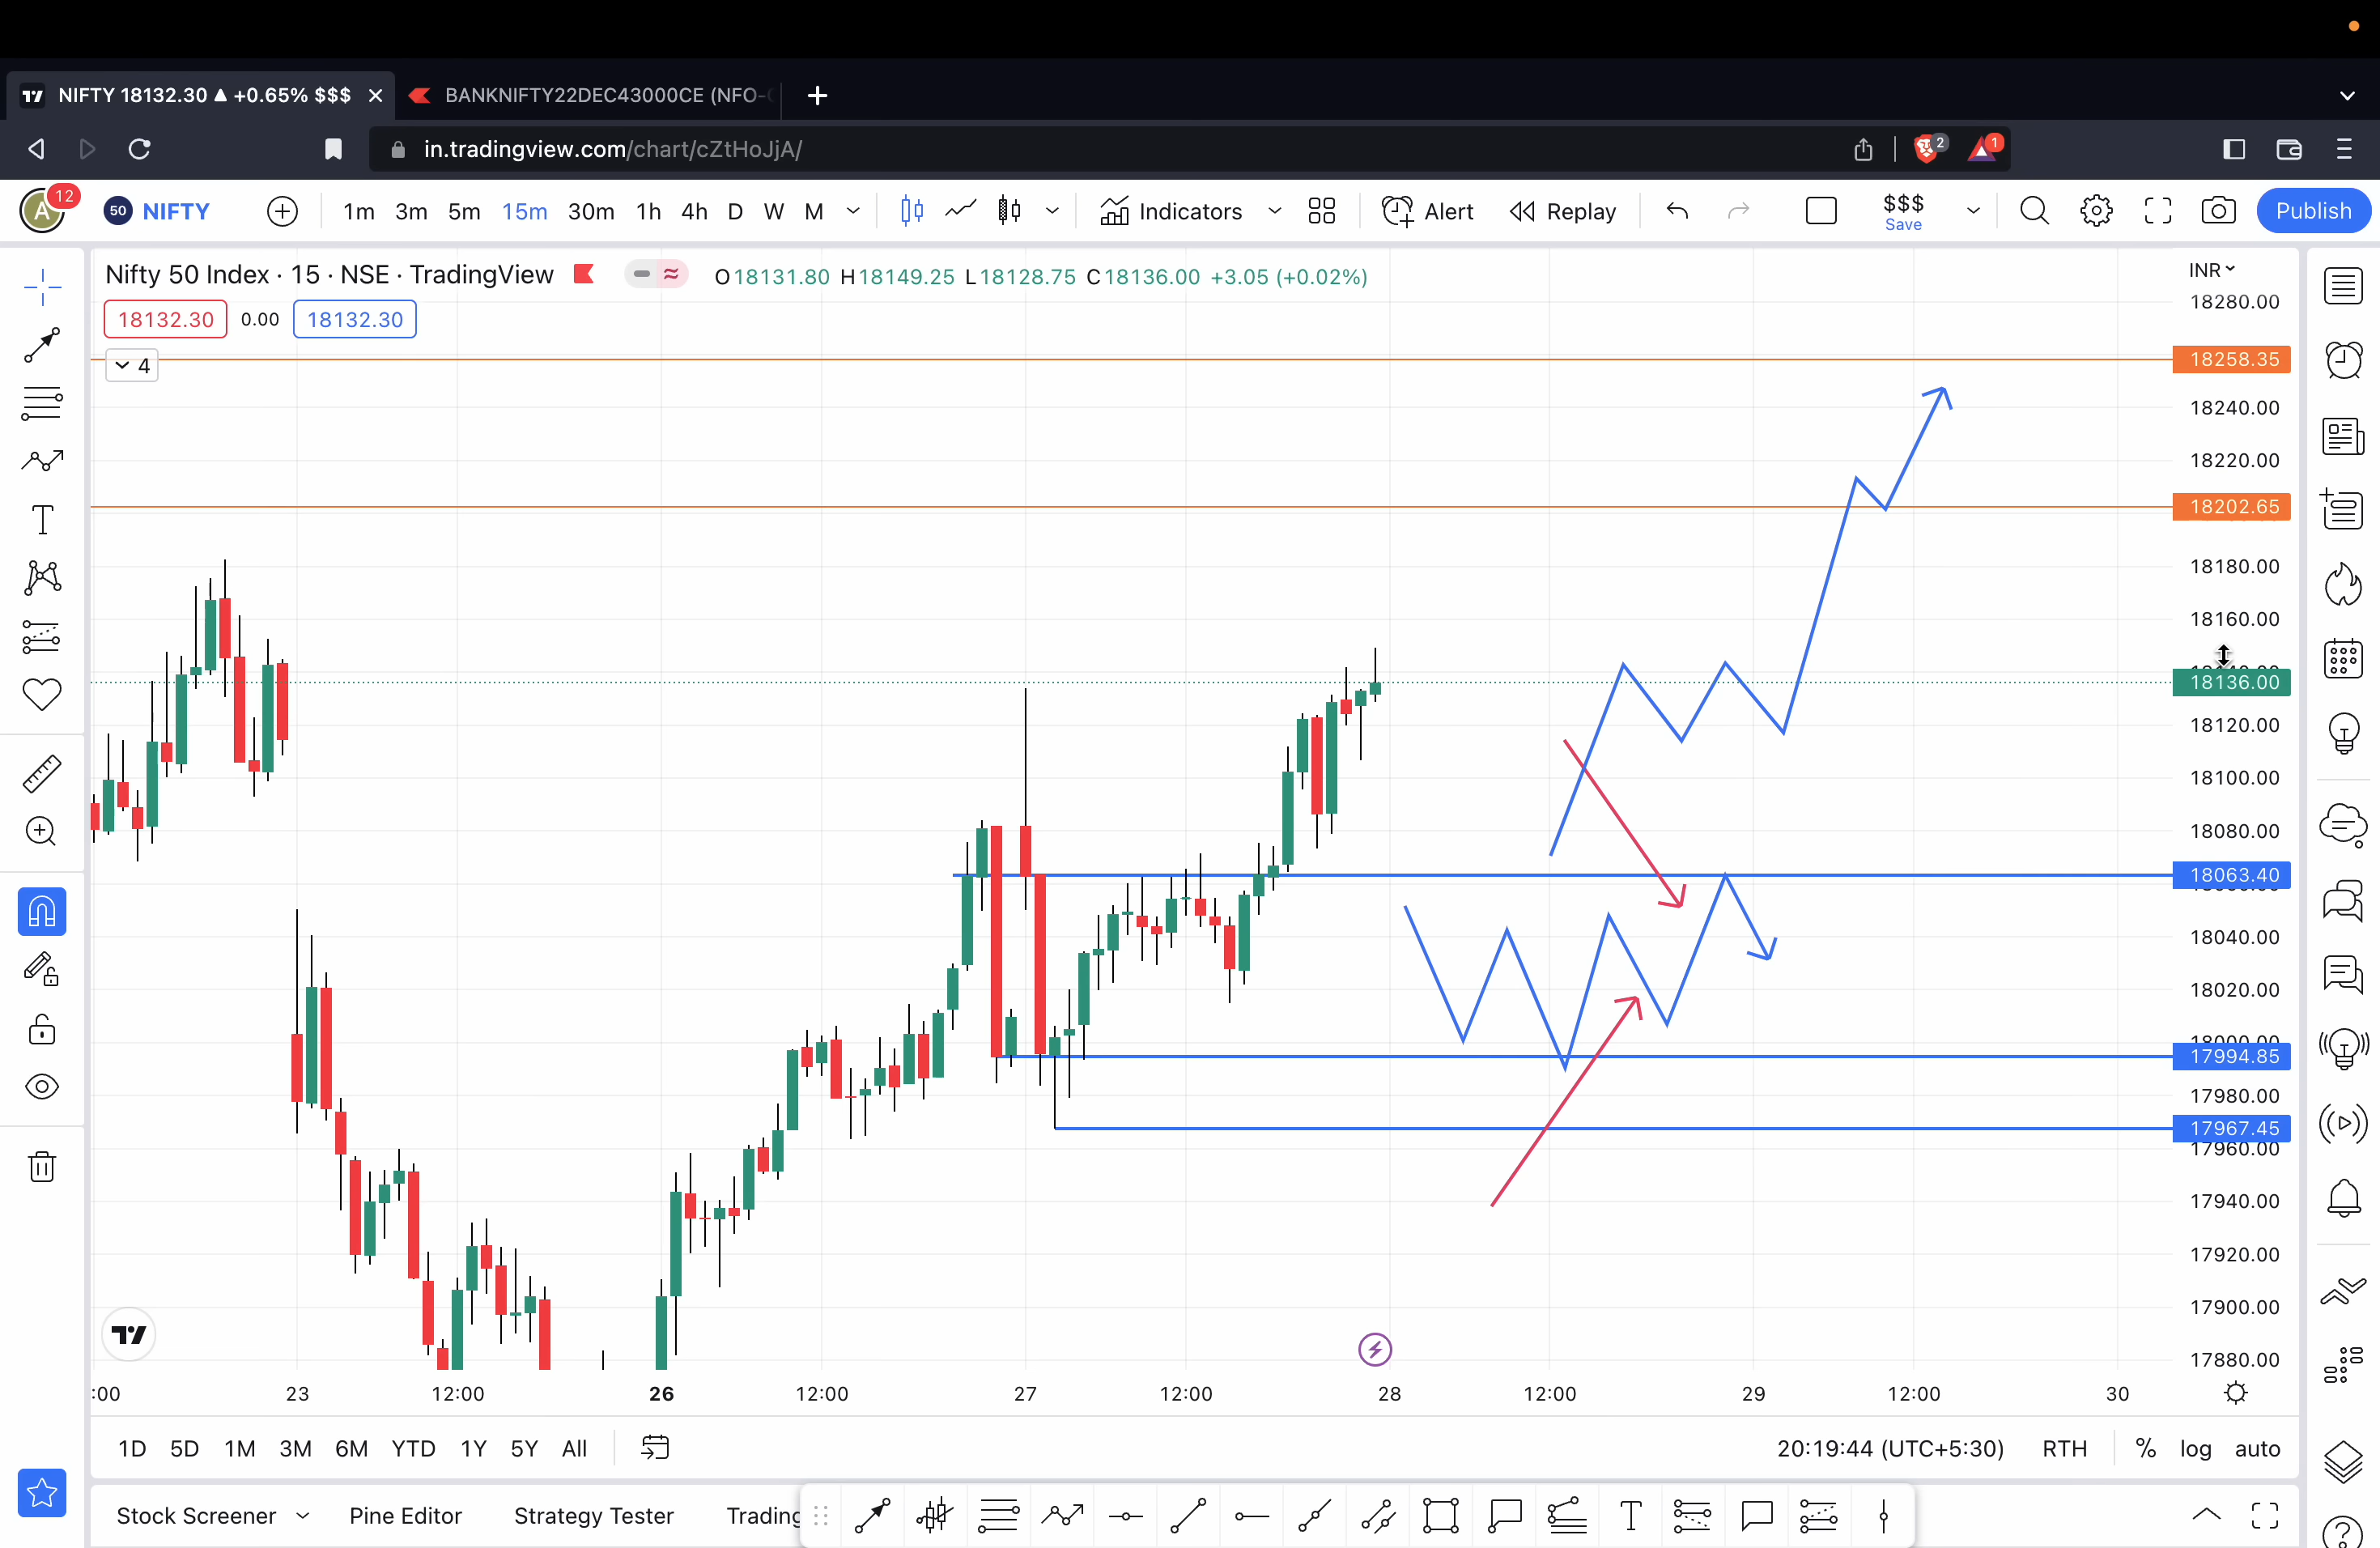 NIFTY 18132.30 ▲ +0.65% $$$
BANKNIFTY22DEC43000CE (NFO-
in.tradingview.com/chart/cZtHoJjA/
2
1
A
12
50
NIFTY
1m 3m 5m 15m 30m 1h 4h D W M
Indicators
Alert
Replay
$$$
Save
Publish
Nifty 50 Index · 15 · NSE · TradingView
O18131.80 H18149.25 L18128.75 C18136.00 +3.05 (+0.02%)
18132.30 0.00 18132.30
4
INR
18280.00
18258.35
18240.00
18220.00
18202.65
18180.00
18160.00
18136.00
18120.00
18100.00
18080.00
18063.40
18040.00
18020.00
17994.85
17980.00
17967.45
17960.00
17940.00
17920.00
17900.00
17880.00
:00 23 12:00 26 12:00 27 12:00 28 12:00 29 12:00 30
1D 5D 1M 3M 6M YTD 1Y 5Y All
20:19:44 (UTC+5:30) RTH % log auto
Stock Screener Pine Editor Strategy Tester Trading